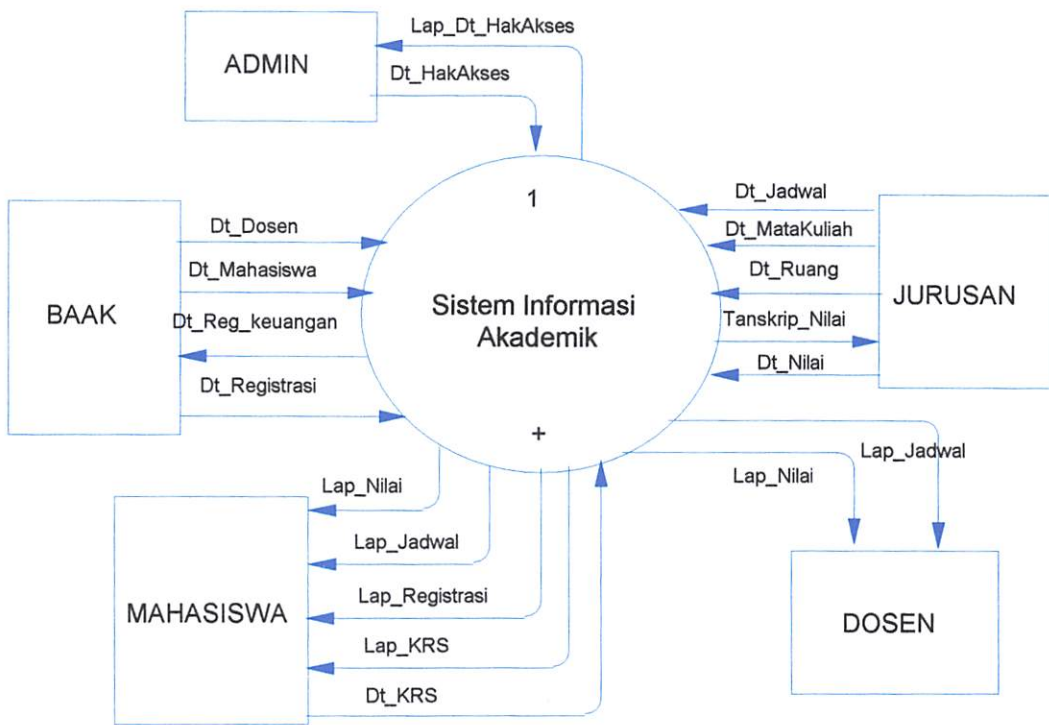 Lap_Dt_HakAkses
ADMIN
Dt_HakAkses
1
Dt_Jadwal
Dt_Dosen
Dt_MataKuliah
Dt_Mahasiswa
Dt_Ruang
BAAK
Sistem Informasi
Akademik
JURUSAN
Dt_Reg_keuangan
Tanskrip_Nilai
Dt_Nilai
Dt_Registrasi
+
Lap_Jadwal
Lap_Nilai
Lap_Nilai
Lap_Jadwal
Lap_Registrasi
MAHASISWA
DOSEN
Lap_KRS
Dt_KRS